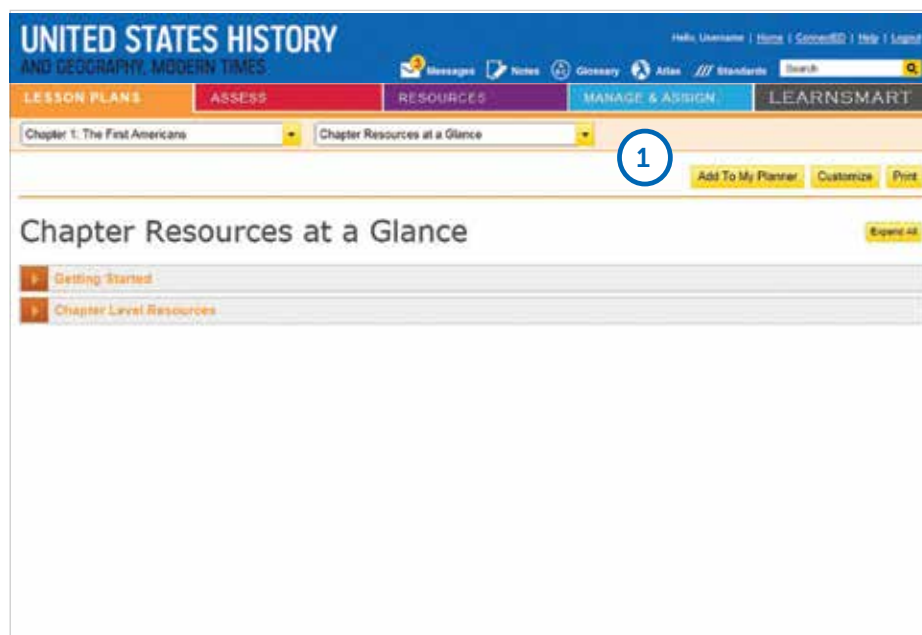 UNITED STATES HISTORY
Hello, Username | Home | ConnectED | Help | Logout
AND GEOGRAPHY, MODERN TIMES
3
Messages Notes Glossary Atlas Standards Search
LESSON PLANS ASSESS RESOURCES MANAGE & ASSIGN LEARNSMART
Chapter 1: The First Americans Chapter Resources at a Glance
1
Add To My Planner Customize Print
Chapter Resources at a Glance Expand All
Getting Started
Chapter Level Resources